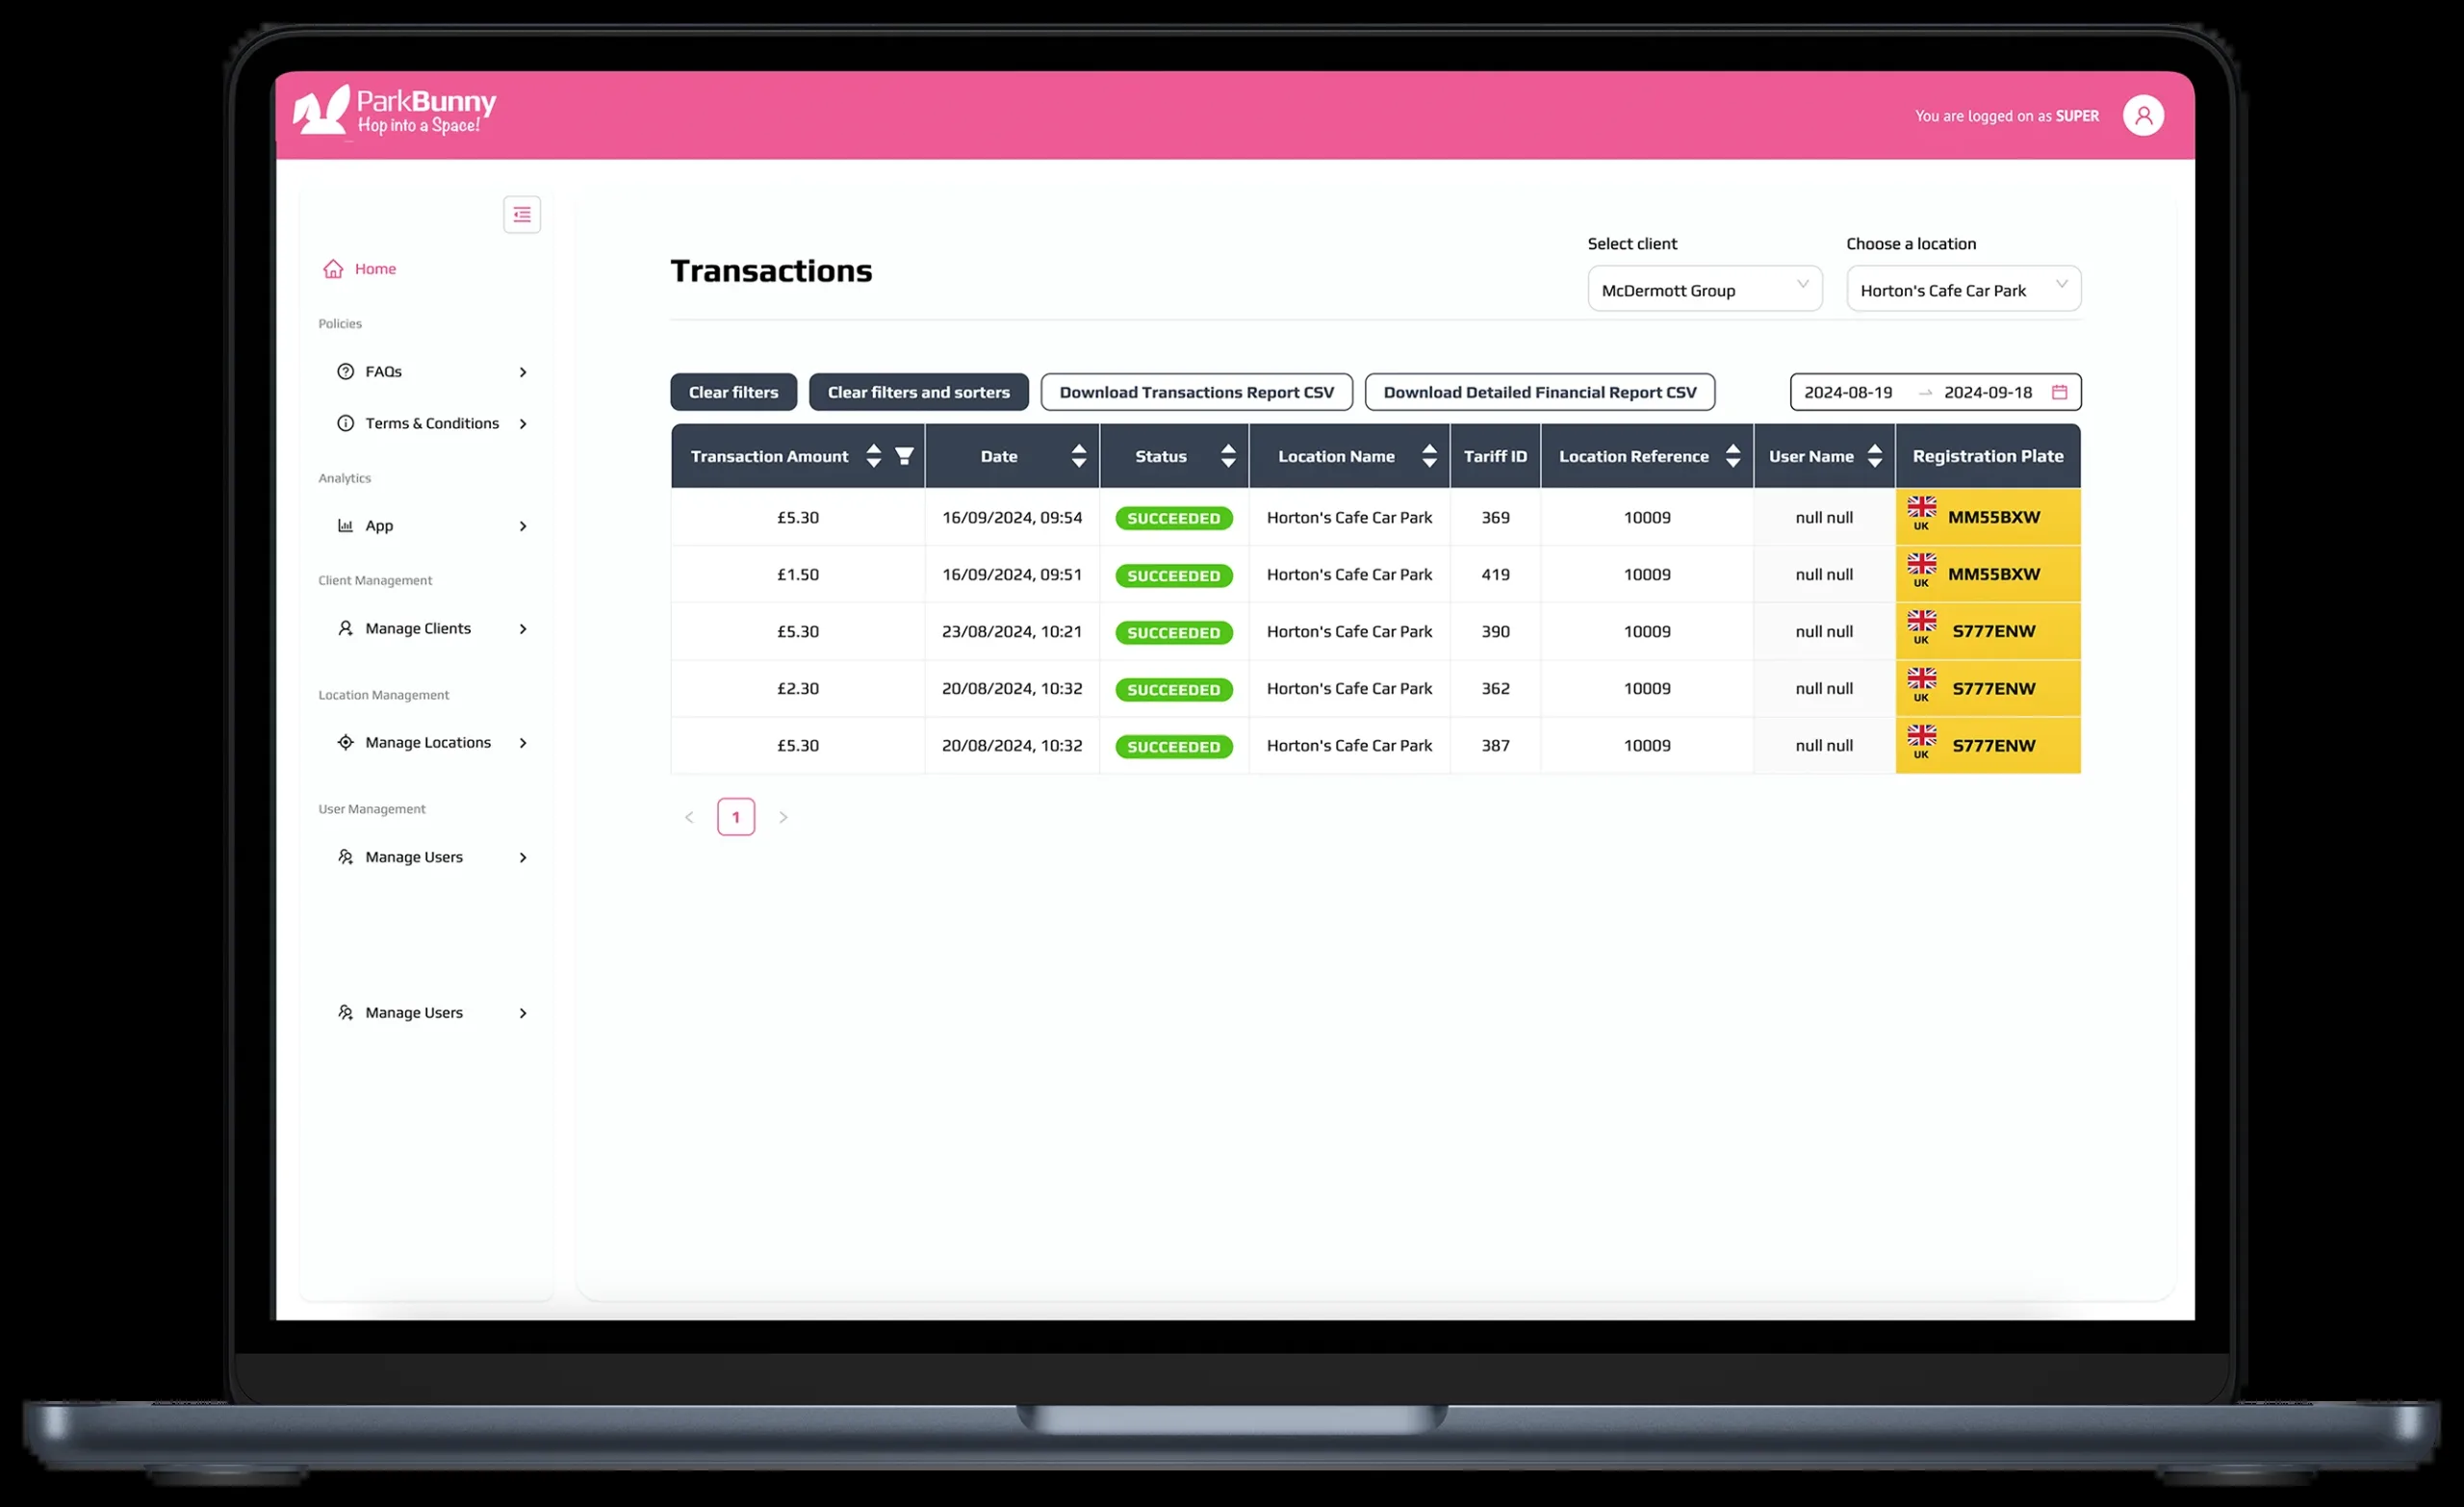 ParkBunny
Hop into a Space!
You are logged on as SUPER
Home
Policies
FAQs
Terms & Conditions
Analytics
App
Client Management
Manage Clients
Location Management
Manage Locations
User Management
Manage Users
Manage Users
Transactions
Select client
McDermott Group
Choose a location
Horton's Cafe Car Park
Clear filters Clear filters and sorters Download Transactions Report CSV Download Detailed Financial Report CSV 2024-08-19 → 2024-09-18
Transaction Amount Date Status Location Name Tariff ID Location Reference User Name Registration Plate
£5.30 16/09/2024, 09:54 SUCCEEDED Horton's Cafe Car Park 369 10009 null null UK MM55BXW
£1.50 16/09/2024, 09:51 SUCCEEDED Horton's Cafe Car Park 419 10009 null null UK MM55BXW
£5.30 23/08/2024, 10:21 SUCCEEDED Horton's Cafe Car Park 390 10009 null null UK S777ENW
£2.30 20/08/2024, 10:32 SUCCEEDED Horton's Cafe Car Park 362 10009 null null UK S777ENW
£5.30 20/08/2024, 10:32 SUCCEEDED Horton's Cafe Car Park 387 10009 null null UK S777ENW
< 1 >